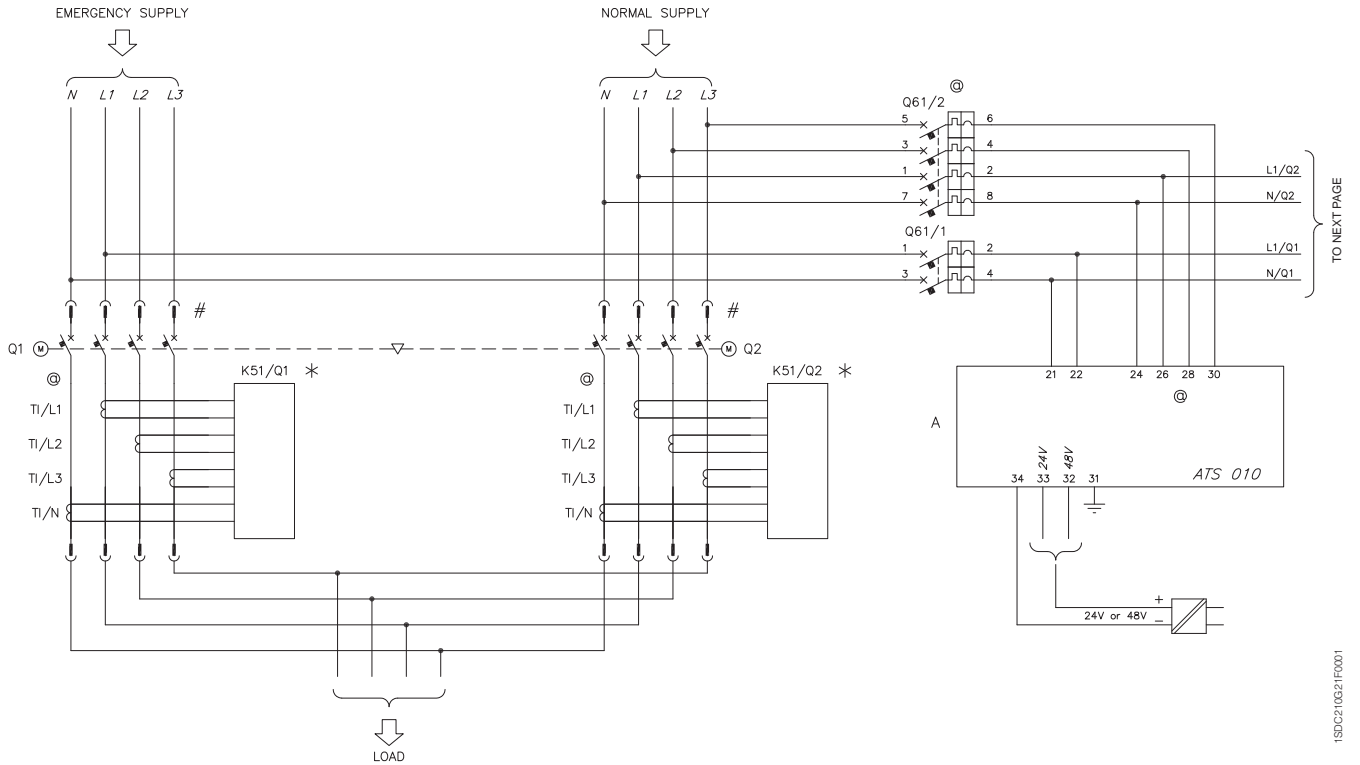 EMERGENCY SUPPLY
NORMAL SUPPLY
N L1 L2 L3
N L1 L2 L3
@
Q61/2
5 6
3 4
1 2 L1/Q2
7 8 N/Q2
Q61/1
1 2 L1/Q1
3 4 N/Q1
TO NEXT PAGE
# #
Q1 M
M Q2
@ K51/Q1 *
@ K51/Q2 *
TI/L1
TI/L2
TI/L3
TI/N
TI/L1
TI/L2
TI/L3
TI/N
21 22 24 26 28 30
@
A
24V 48V
34 33 32 31
ATS 010
+
24V or 48V −
LOAD
1SDC210G21F0001